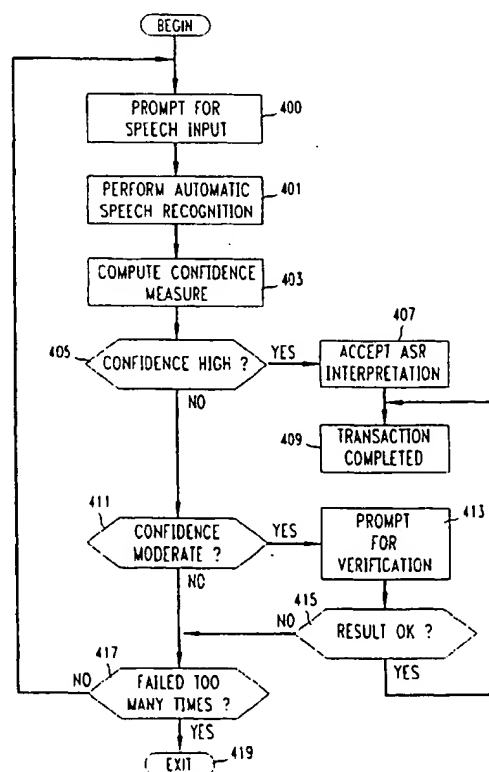 BEGIN
PROMPT FOR
SPEECH INPUT
400
PERFORM AUTOMATIC
SPEECH RECOGNITION
401
COMPUTE CONFIDENCE
MEASURE
403
405
CONFIDENCE HIGH ?
YES
NO
407
ACCEPT ASR
INTERPRETATION
409
TRANSACTION
COMPLETED
411
CONFIDENCE
MODERATE ?
YES
NO
413
PROMPT
FOR
VERIFICATION
415
NO
RESULT OK ?
YES
417
NO
FAILED TOO
MANY TIMES ?
YES
EXIT
419